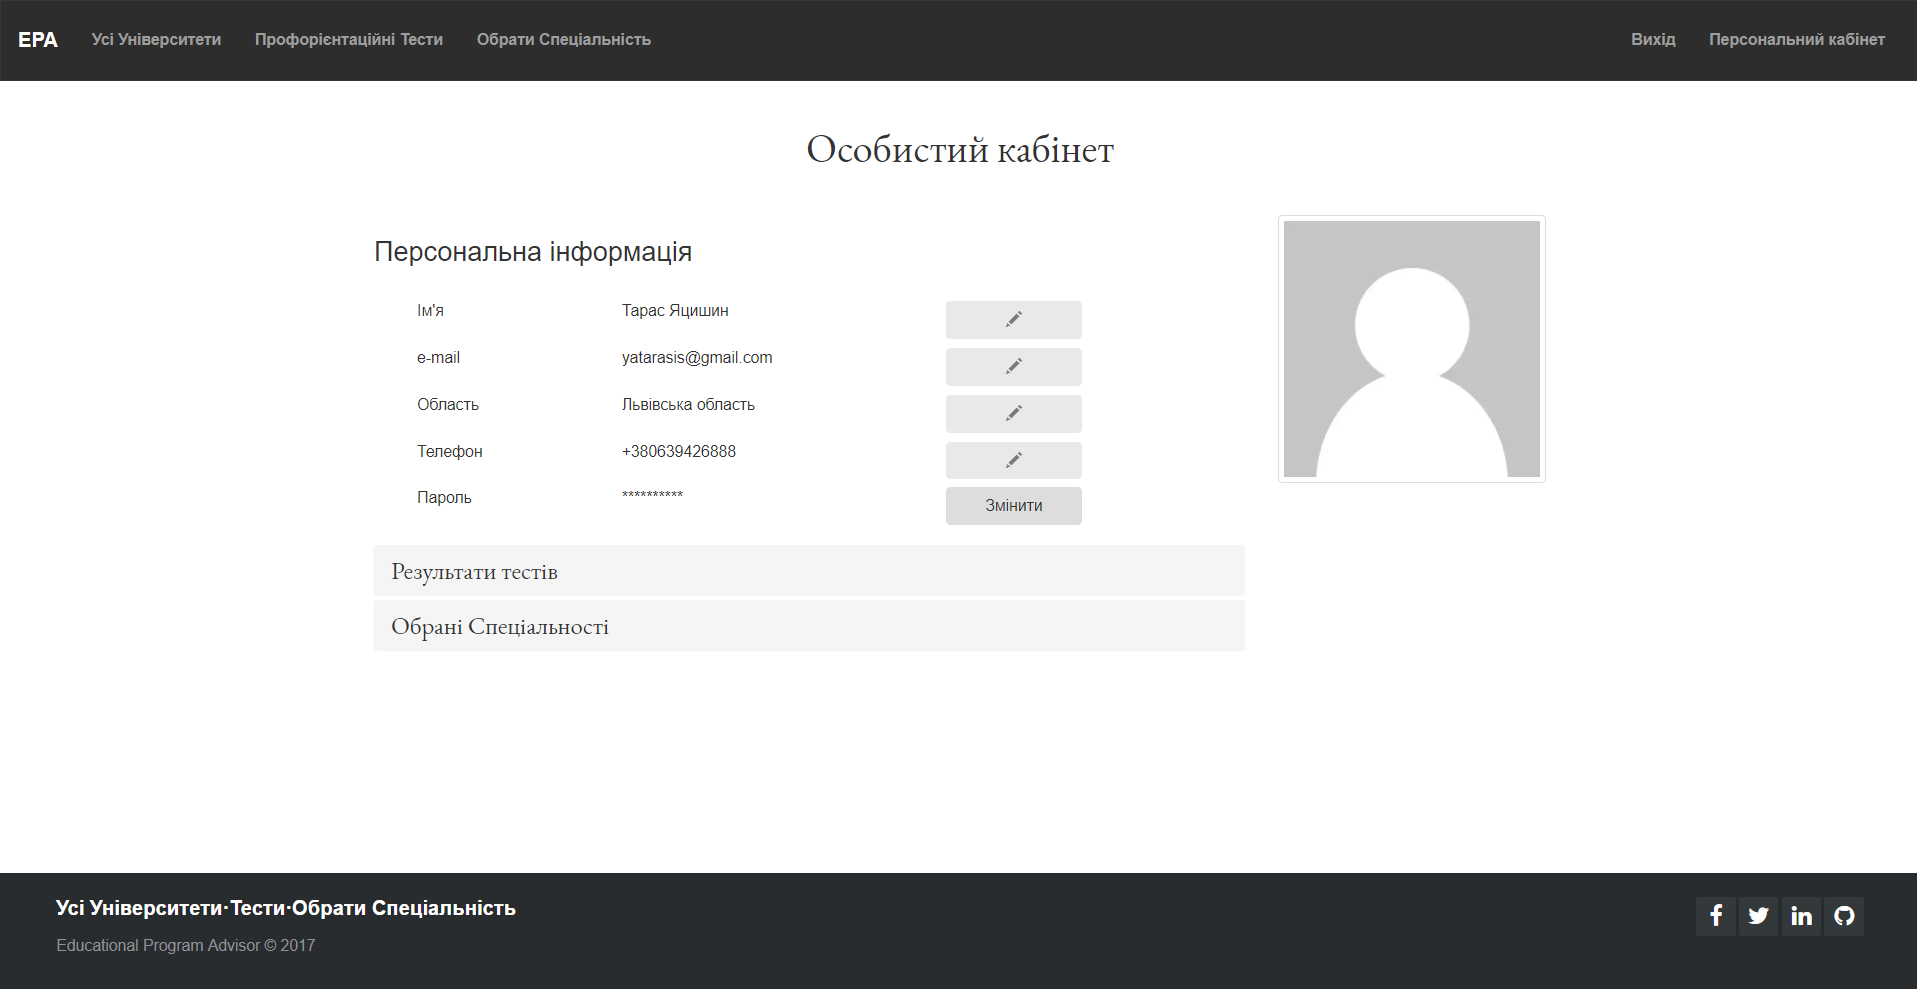 EPA Усі Університети Профорієнтаційні Тести Обрати Спеціальність Вихід Персональний кабінет
Особистий кабінет
Персональна інформація
Ім'я Тарас Яцишин
e-mail yatarasis@gmail.com
Область Львівська область
Телефон +380639426888
Пароль **********
Змінити
Результати тестів
Обрані Спеціальності
Усі Університети·Тести·Обрати Спеціальність
Educational Program Advisor © 2017